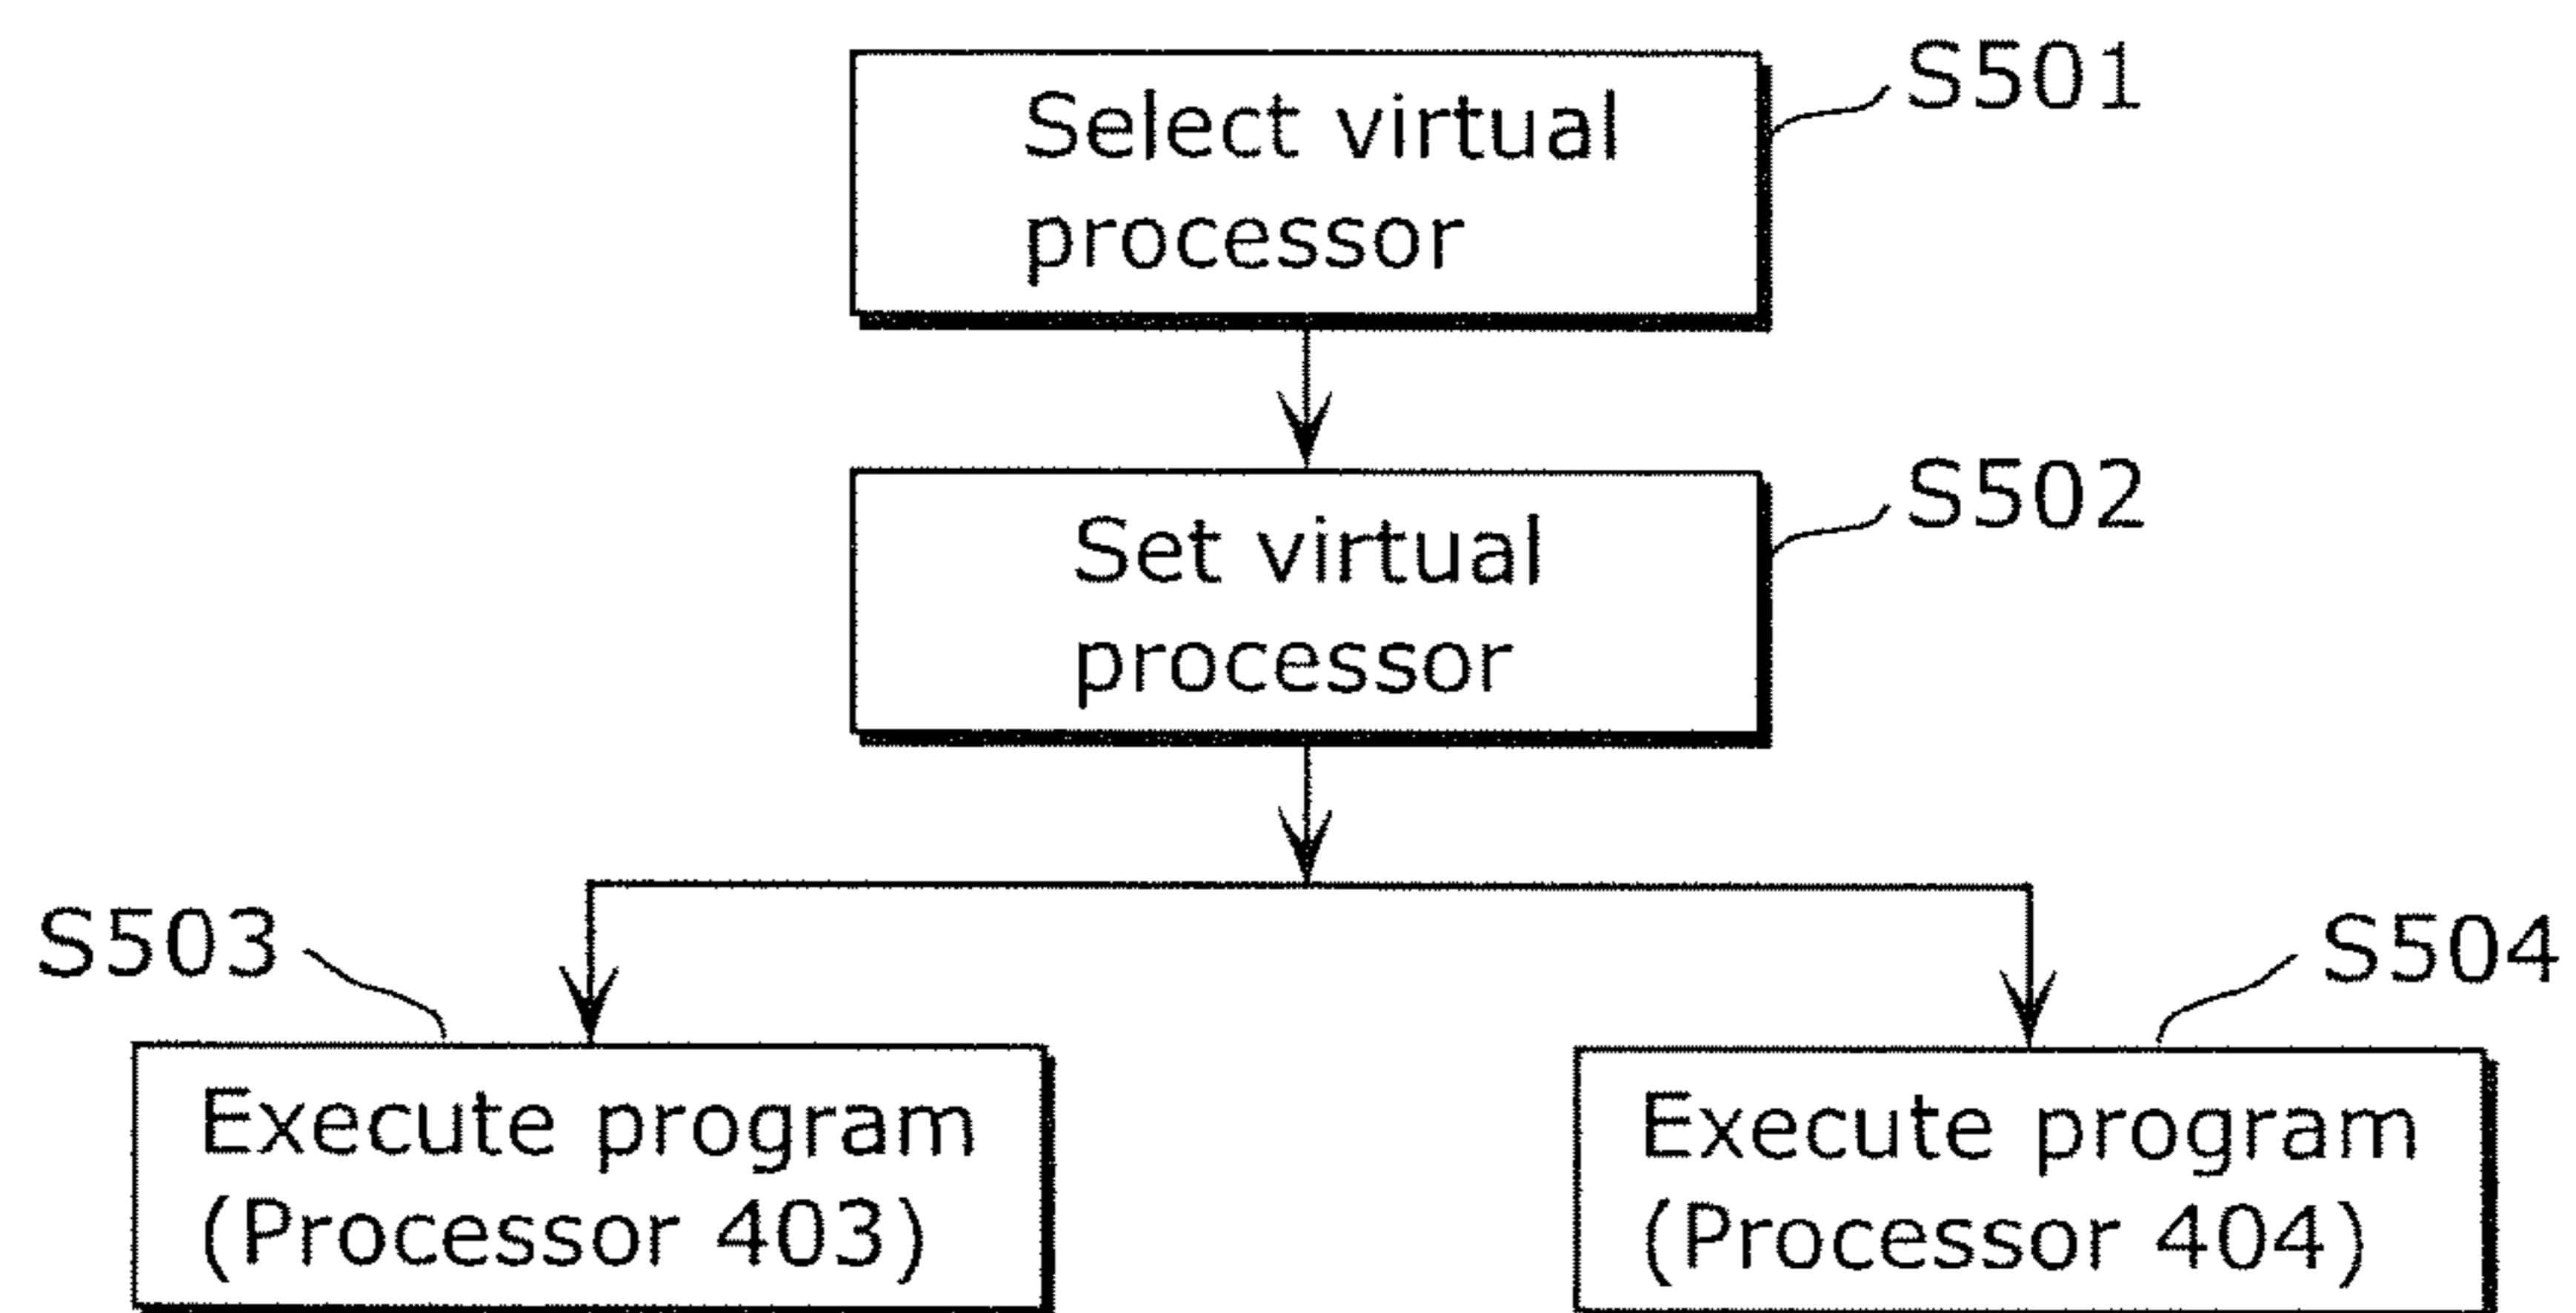 Select virtual
processor
S501
Set virtual
processor
S502
S503
Execute program
(Processor 403)
S504
Execute program
(Processor 404)